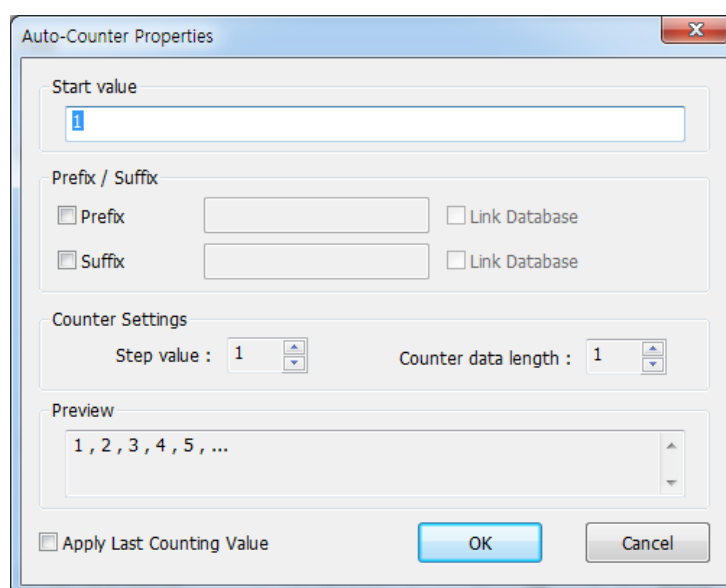 Auto-Counter Properties
Start value
1
Prefix / Suffix
Prefix Link Database
Suffix Link Database
Counter Settings
Step value : 1 Counter data length : 1
Preview
1 , 2 , 3 , 4 , 5 , ...
Apply Last Counting Value OK Cancel